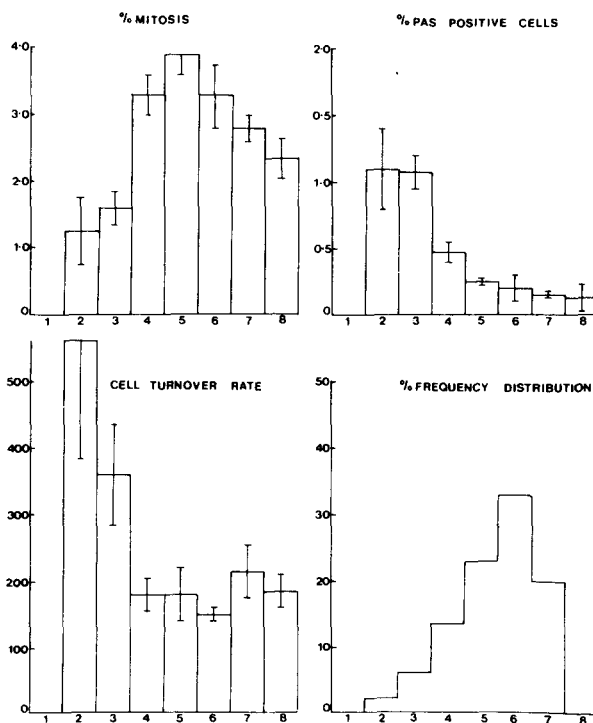 % MITOSIS
4·0
3·0
2·0
1·0
0
1 2 3 4 5 6 7 8
% PAS POSITIVE CELLS
2·0
0·5
1·0
0·5
0
1 2 3 4 5 6 7 8
CELL TURNOVER RATE
500
400
300
200
100
0
1 2 3 4 5 6 7 8
% FREQUENCY DISTRIBUTION
50
40
30
20
10
0
1 2 3 4 5 6 7 8